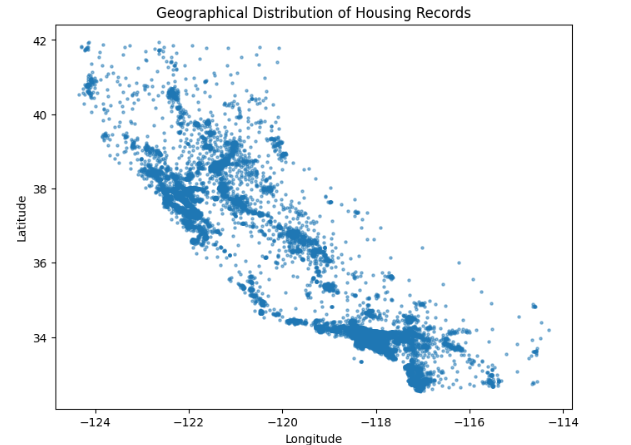 Geographical Distribution of Housing Records
42
40
38
36
34
Latitude
−124 −122 −120 −118 −116 −114
Longitude